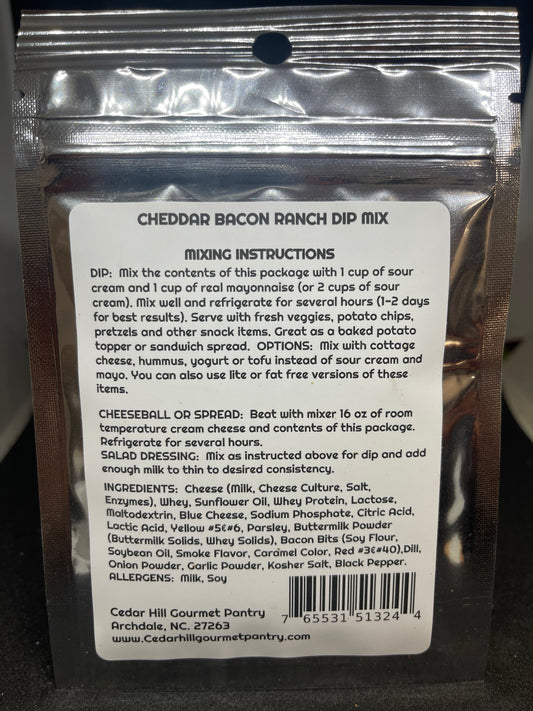 CHEDDAR BACON RANCH DIP MIX
MIXING INSTRUCTIONS
DIP: Mix the contents of this package with 1 cup of sour
cream and 1 cup of real mayonnaise (or 2 cups of sour
cream). Mix well and refrigerate for several hours (1-2 days
for best results). Serve with fresh veggies, potato chips,
pretzels and other snack items. Great as a baked potato
topper or sandwich spread. OPTIONS: Mix with cottage
cheese, hummus, yogurt or tofu instead of sour cream and
mayo. You can also use lite or fat free versions of these
items.
CHEESEBALL OR SPREAD: Beat with mixer 16 oz of room
temperature cream cheese and contents of this package.
Refrigerate for several hours.
SALAD DRESSING: Mix as instructed above for dip and add
enough milk to thin to desired consistency.
INGREDIENTS: Cheese (Milk, Cheese Culture, Salt,
Enzymes), Whey, Sunflower Oil, Whey Protein, Lactose,
Maltodextrin, Blue Cheese, Sodium Phosphate, Citric Acid,
Lactic Acid, Yellow #5&#6, Parsley, Buttermilk Powder
(Buttermilk Solids, Whey Solids), Bacon Bits (Soy Flour,
Soybean Oil, Smoke Flavor, Caramel Color, Red #3&#40),Dill,
Onion Powder, Garlic Powder, Kosher Salt, Black Pepper.
ALLERGENS: Milk, Soy
Cedar Hill Gourmet Pantry
Archdale, NC. 27263
www.Cedarhillgourmetpantry.com
7 65531 51324 4